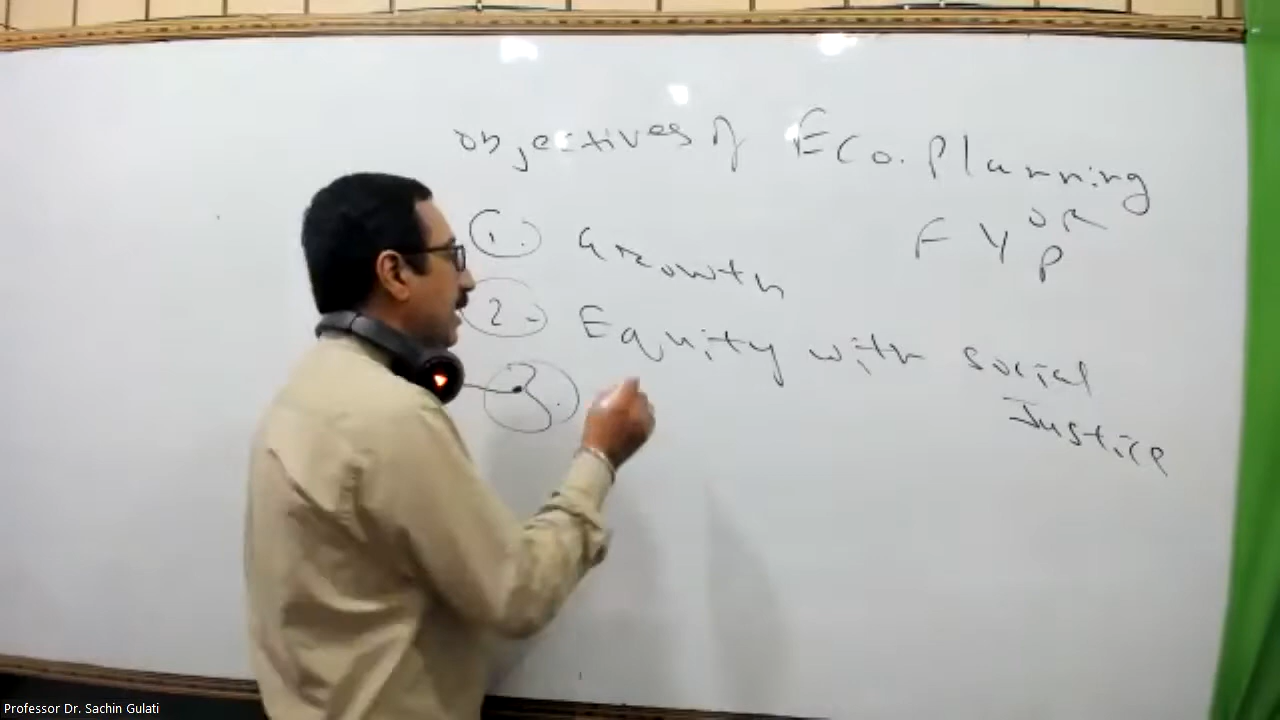 objectives of Eco. Planning
OR
FYP
1. Growth
2. Equity with social
Justice
3.
Professor Dr. Sachin Gulati